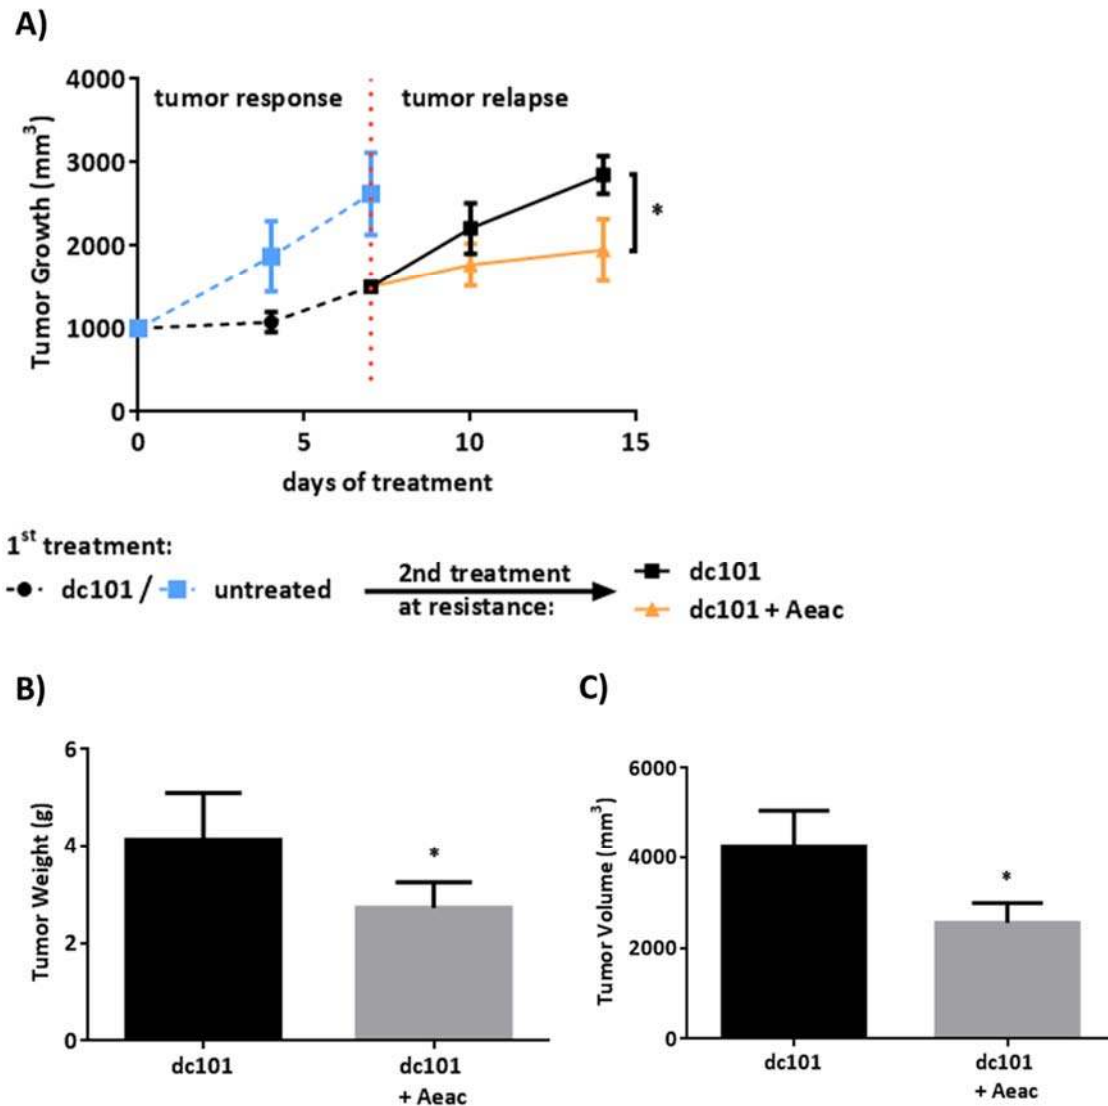 A)
4000
3000
2000
1000
0
Tumor Growth (mm³)
tumor response
tumor relapse
*
0 5 10 15
days of treatment
1st treatment:
dc101 / untreated
2nd treatment
at resistance:
dc101
dc101 + Aeac
B)
6
4
2
0
Tumor Weight (g)
*
dc101
dc101
+ Aeac
C)
6000
4000
2000
0
Tumor Volume (mm³)
*
dc101
dc101
+ Aeac